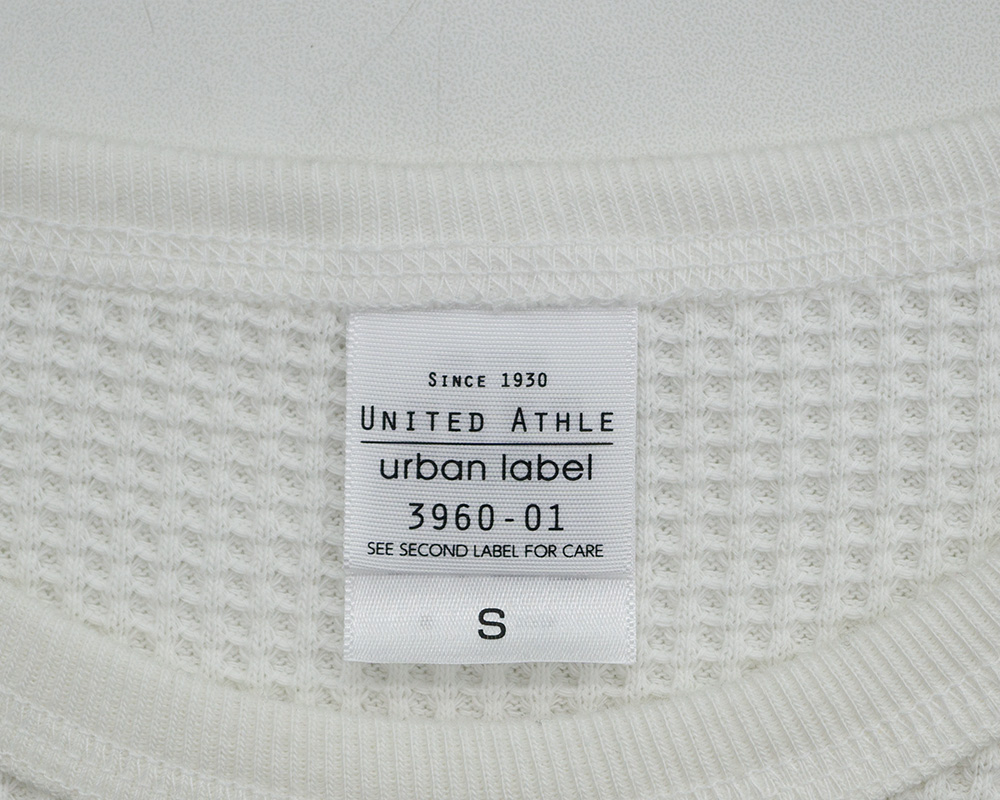 SINCE 1930
UNITED ATHLE
urban label
3960-01
SEE SECOND LABEL FOR CARE
S